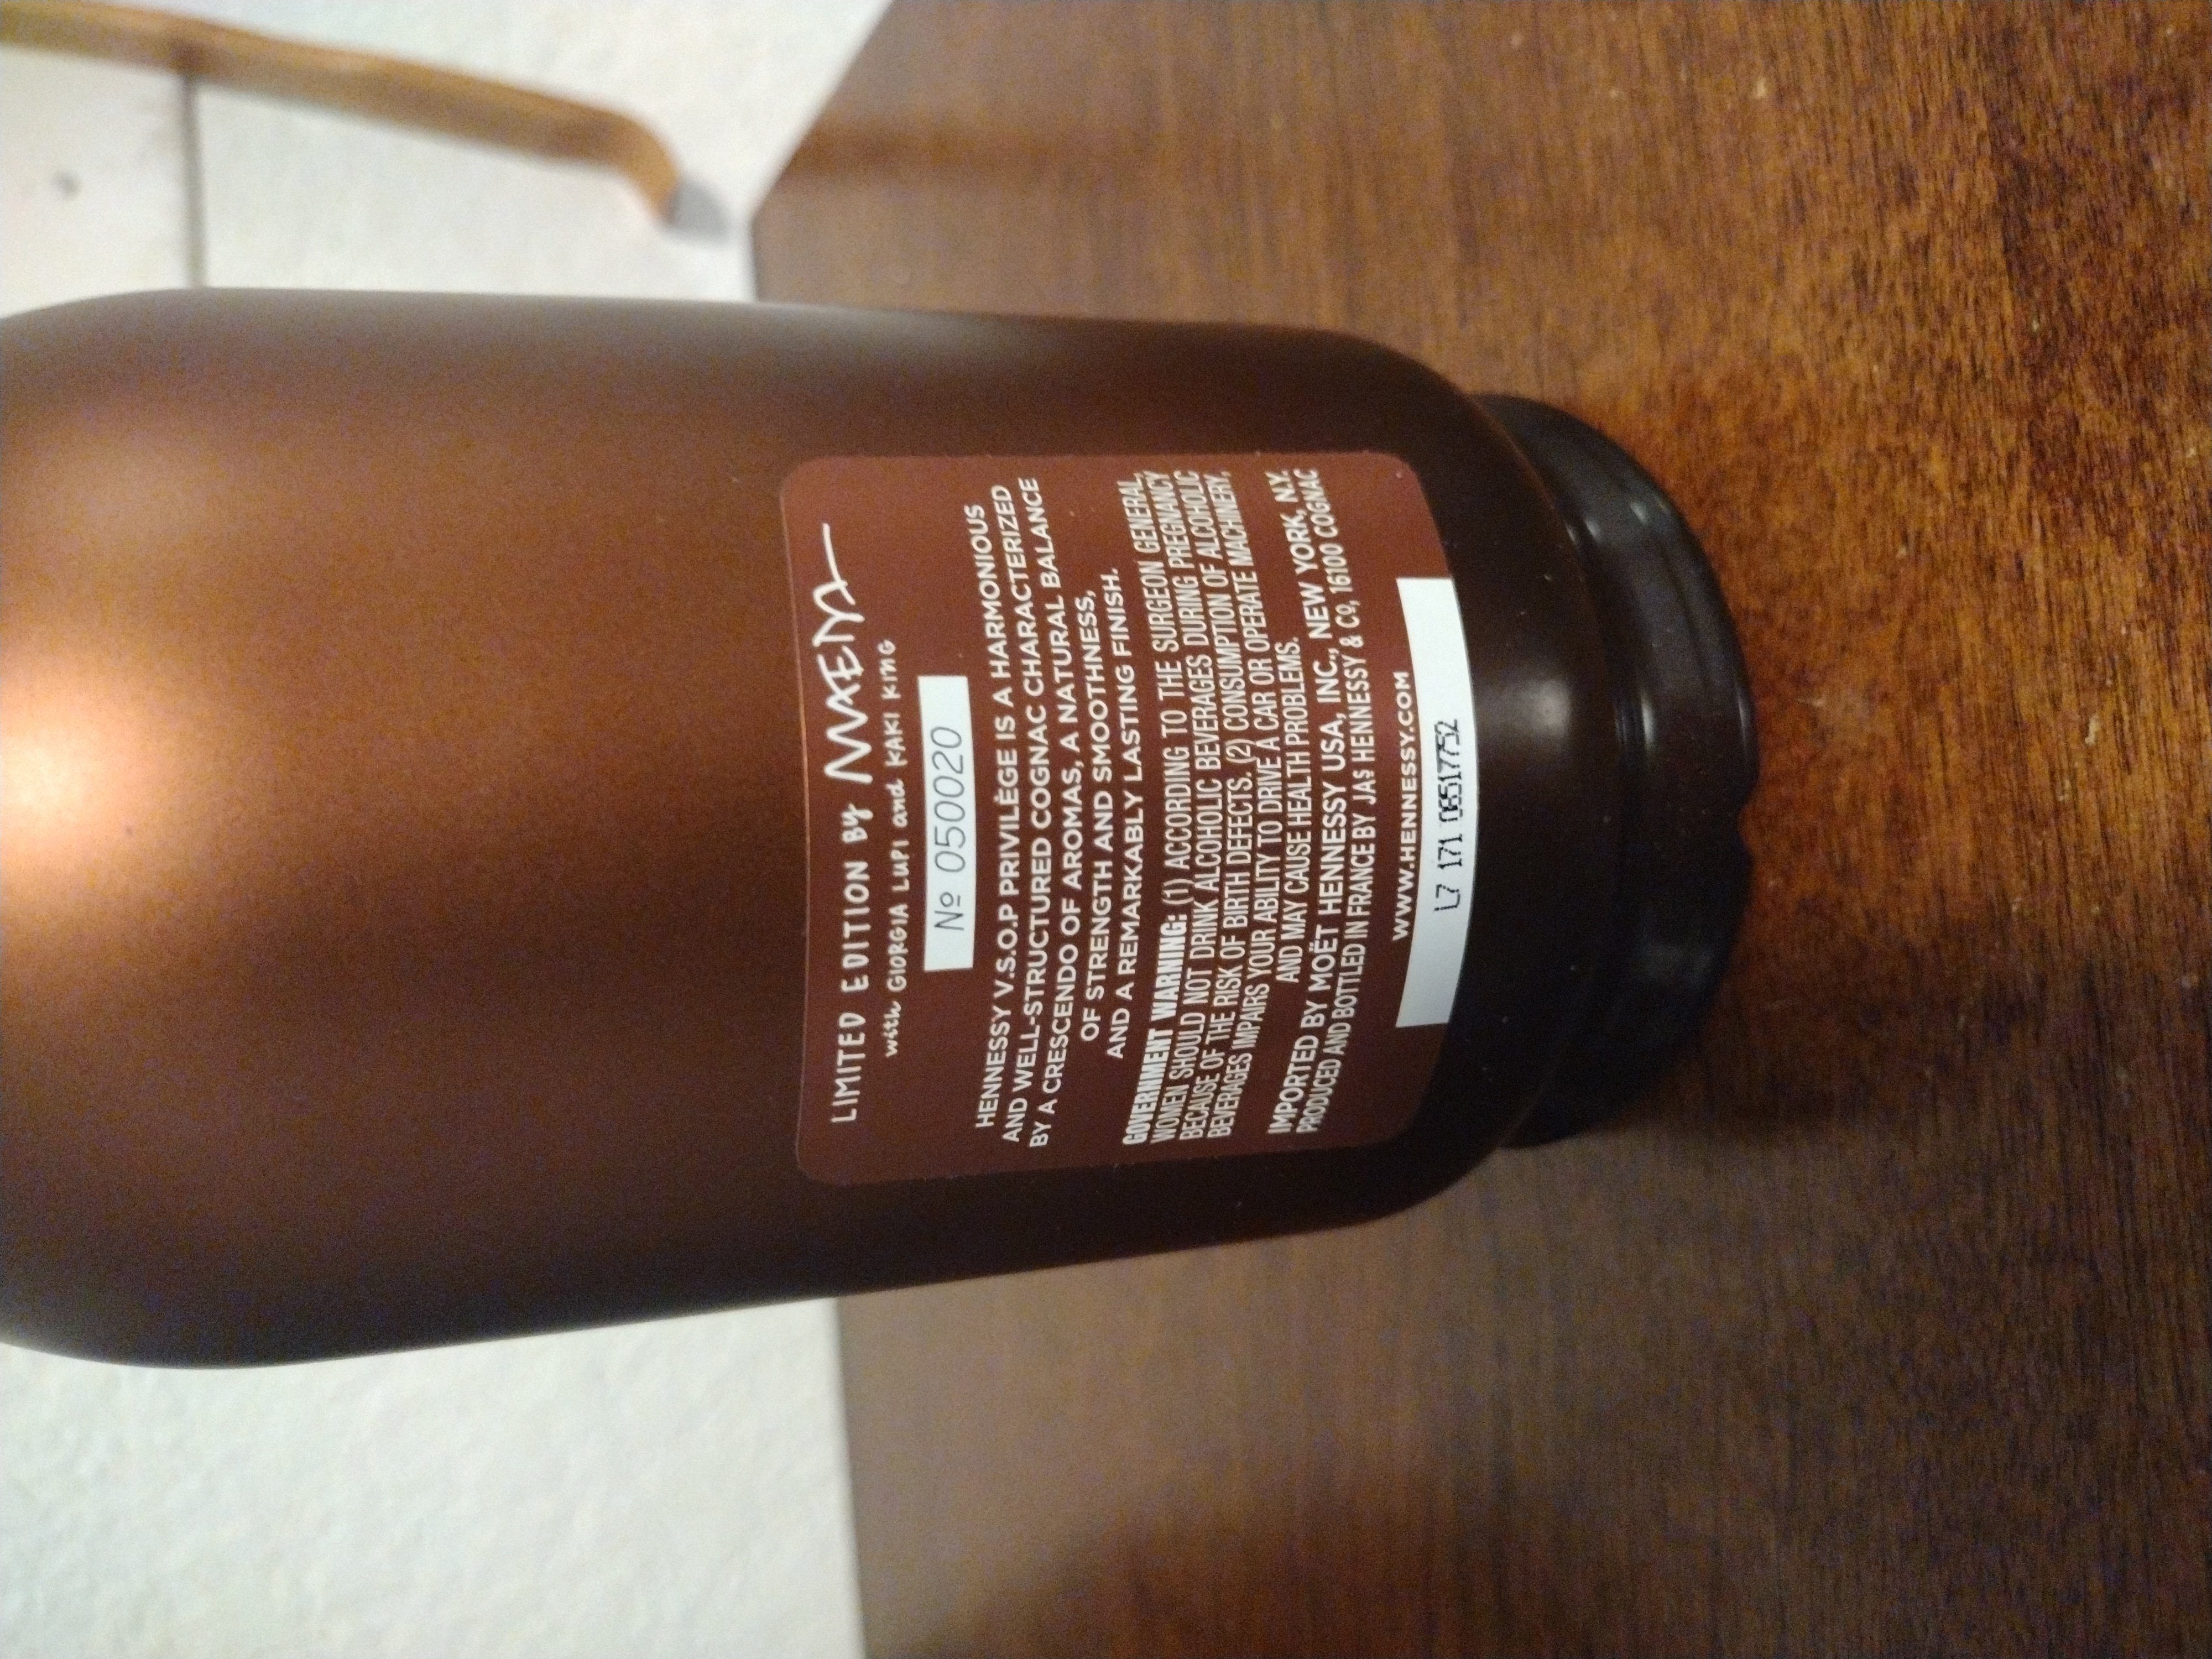 LIMITED EDITION BY MAEDA
with GIORGIA LUPI and KAKI KING
Nº 050020
HENNESSY V.S.O.P PRIVILÈGE IS A HARMONIOUS
AND WELL-STRUCTURED COGNAC CHARACTERIZED
BY A CRESCENDO OF AROMAS, A NATURAL BALANCE
OF STRENGTH AND SMOOTHNESS,
AND A REMARKABLY LASTING FINISH.
GOVERNMENT WARNING: (1) ACCORDING TO THE SURGEON GENERAL,
WOMEN SHOULD NOT DRINK ALCOHOLIC BEVERAGES DURING PREGNANCY
BECAUSE OF THE RISK OF BIRTH DEFECTS. (2) CONSUMPTION OF ALCOHOLIC
BEVERAGES IMPAIRS YOUR ABILITY TO DRIVE A CAR OR OPERATE MACHINERY,
AND MAY CAUSE HEALTH PROBLEMS.
IMPORTED BY MOËT HENNESSY USA, INC., NEW YORK, N.Y.
PRODUCED AND BOTTLED IN FRANCE BY JAS HENNESSY & Co, 16100 COGNAC
WWW.HENNESSY.COM
L7 171 06517752